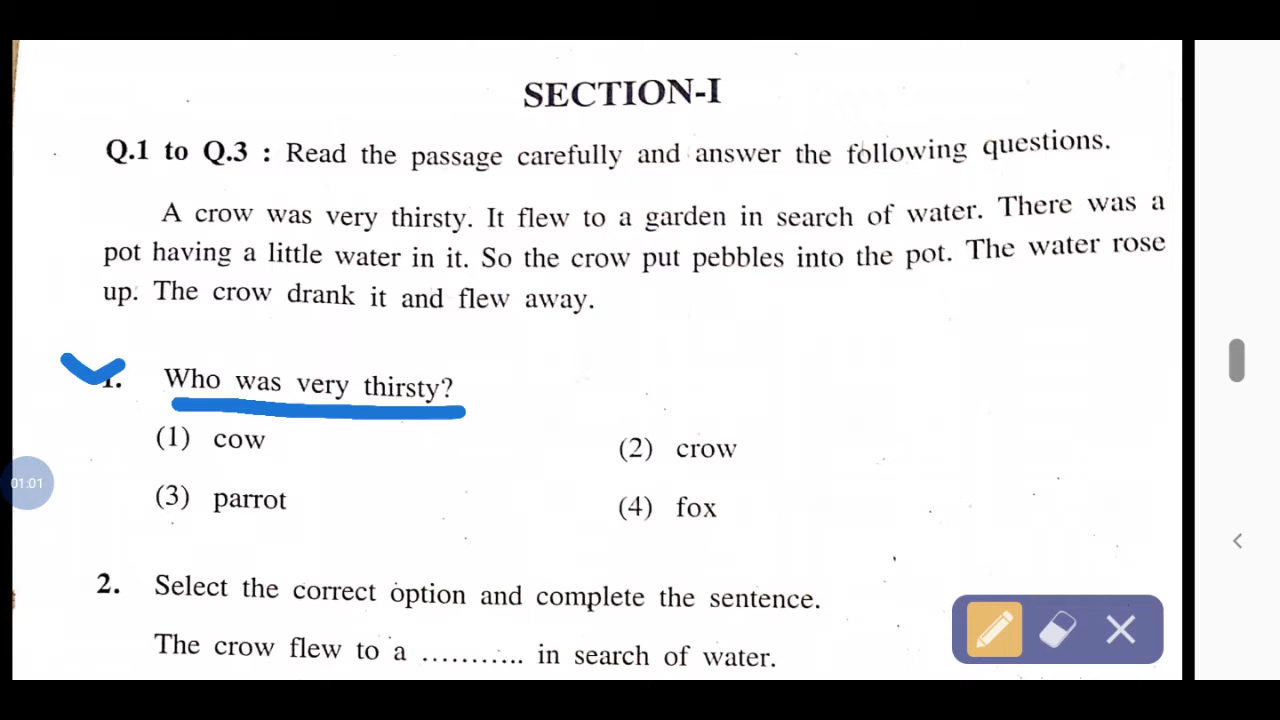 SECTION-I
Q.1 to Q.3 : Read the passage carefully and answer the following questions.
A crow was very thirsty. It flew to a garden in search of water. There was a
pot having a little water in it. So the crow put pebbles into the pot. The water rose
up. The crow drank it and flew away.
1. Who was very thirsty?
(1) cow (2) crow
(3) parrot (4) fox
01:01
2. Select the correct option and complete the sentence.
The crow flew to a ........... in search of water.